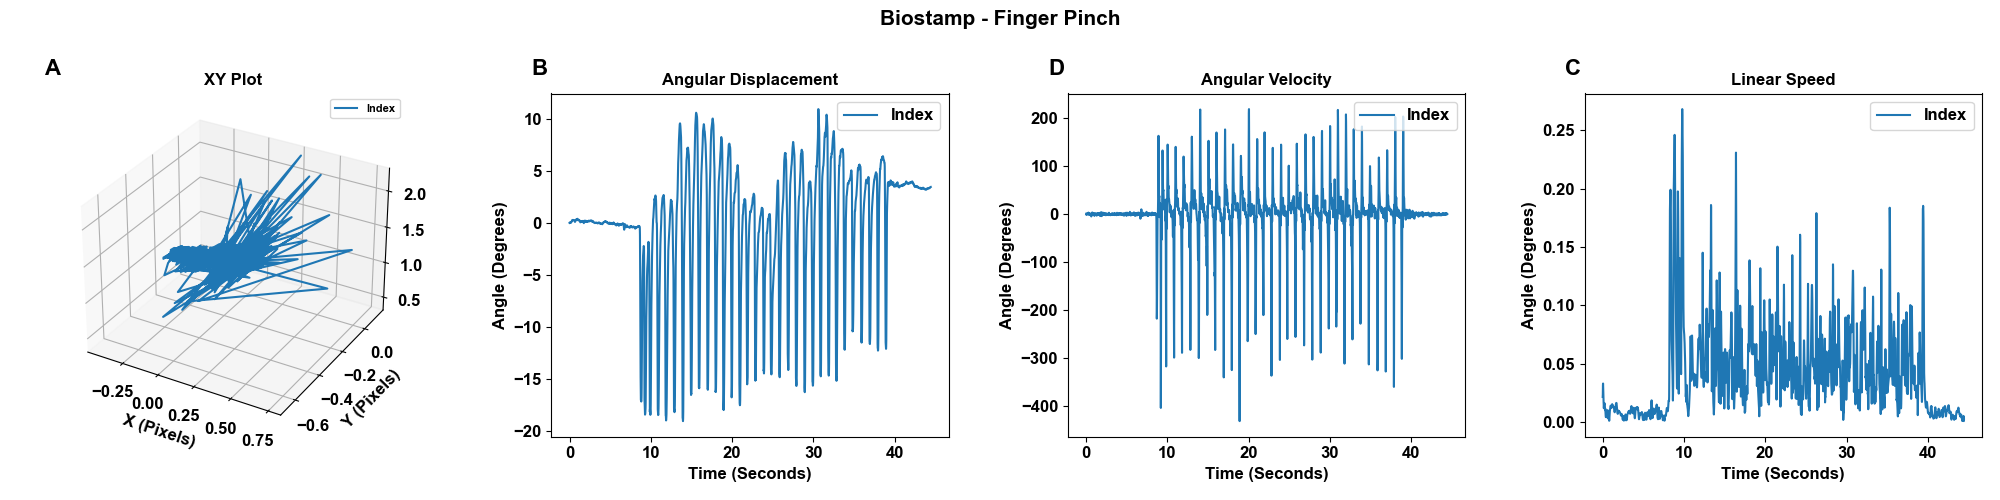 Biostamp - Finger Pinch
A
XY Plot
Index
2.0
1.5
1.0
0.5
0.0
−0.2
−0.4
−0.6
Y (Pixels)
−0.25
0.00
0.25
0.50
0.75
X (Pixels)
B
Angular Displacement
Index
10
5
0
−5
−10
−15
−20
Angle (Degrees)
0 10 20 30 40
Time (Seconds)
D
Angular Velocity
Index
200
100
0
−100
−200
−300
−400
Angle (Degrees)
0 10 20 30 40
Time (Seconds)
C
Linear Speed
Index
0.25
0.20
0.15
0.10
0.05
0.00
Angle (Degrees)
0 10 20 30 40
Time (Seconds)